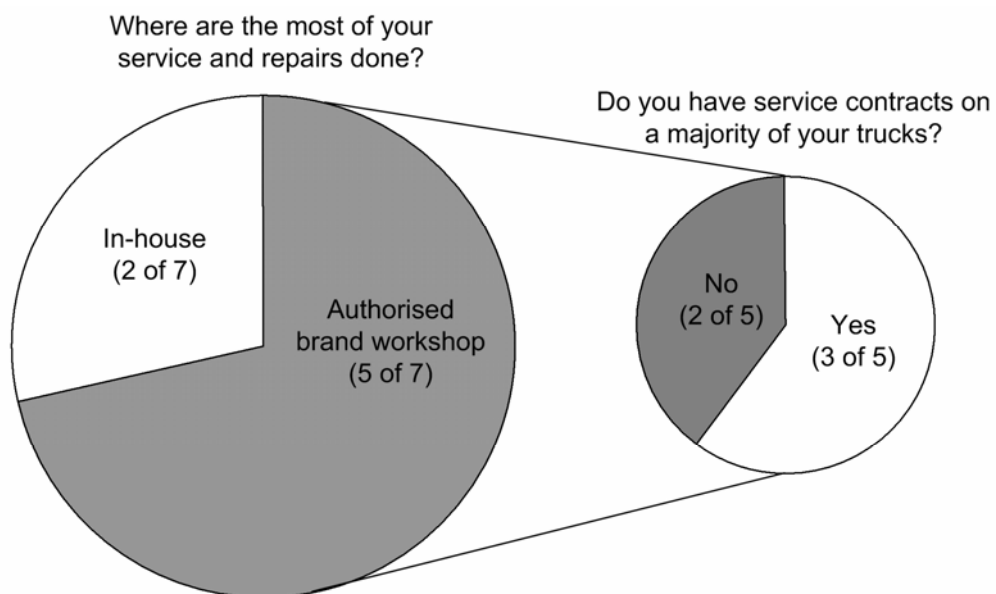 Where are the most of your
service and repairs done?
In-house
(2 of 7)
Authorised
brand workshop
(5 of 7)
Do you have service contracts on
a majority of your trucks?
No
(2 of 5)
Yes
(3 of 5)